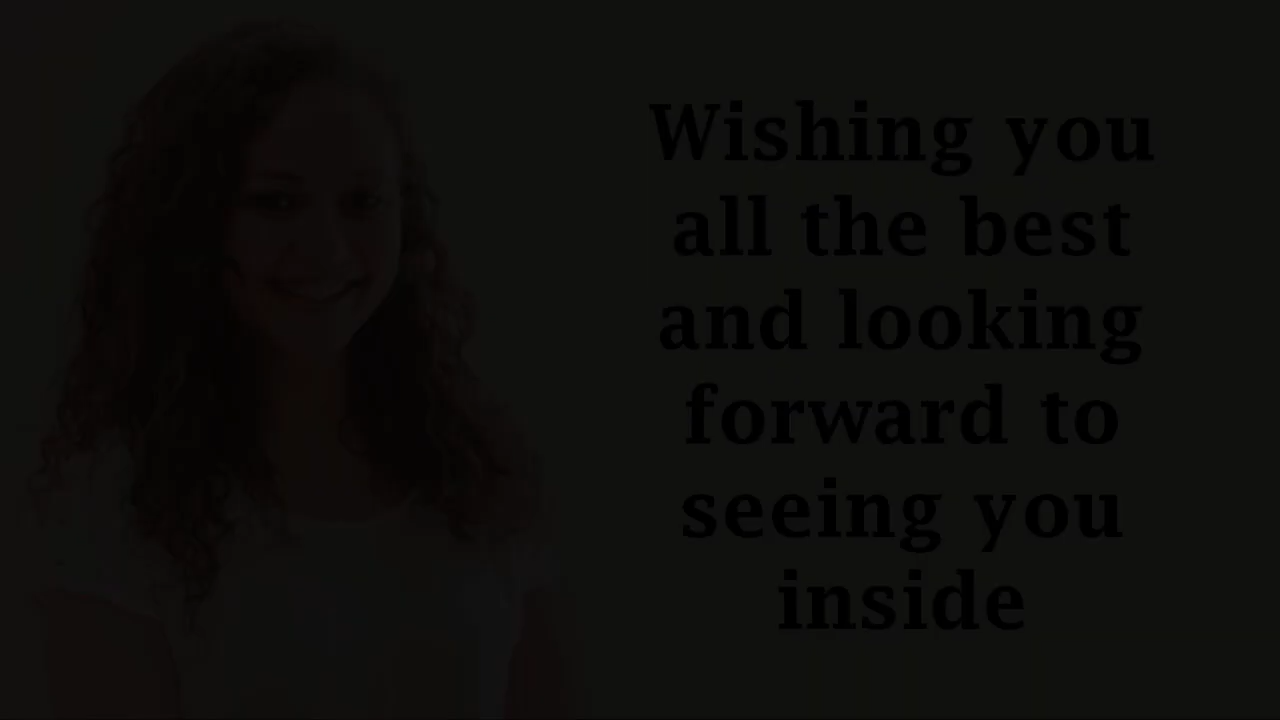 Wishing you
all the best
and looking
forward to
seeing you
inside